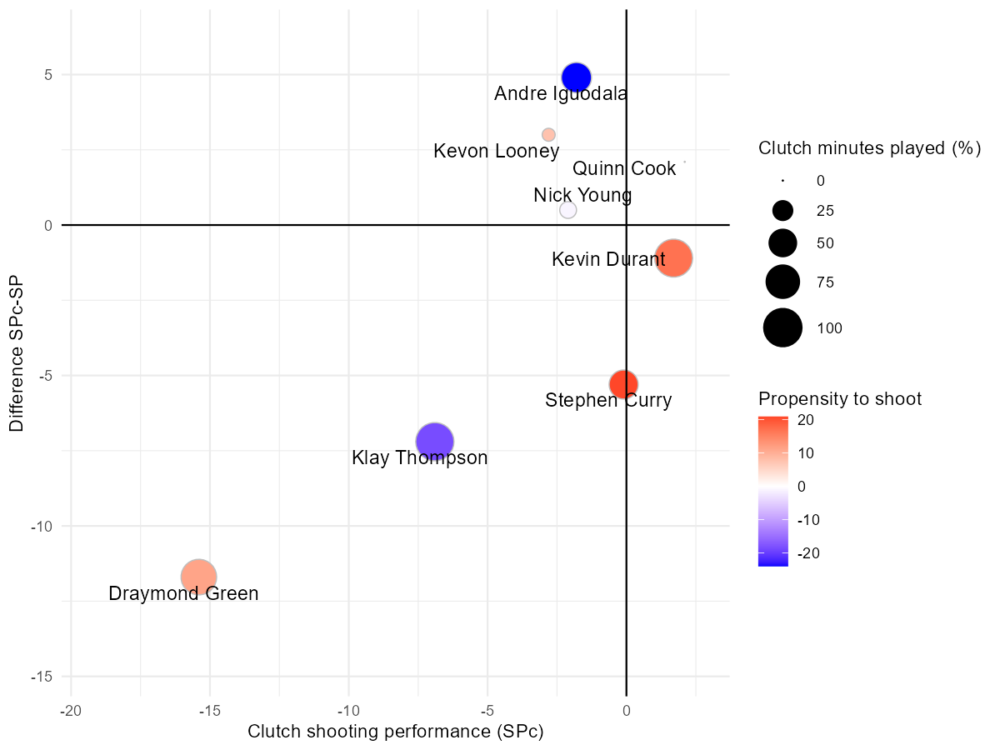 Andre Iguodala
Kevon Looney
Quinn Cook
Nick Young
Kevin Durant
Stephen Curry
Klay Thompson
Draymond Green
5
0
-5
-10
-15
-20
-15
-10
-5
0
Clutch shooting performance (SPc)
Difference SPc-SP
Clutch minutes played (%)
0
25
50
75
100
Propensity to shoot
20
10
0
-10
-20